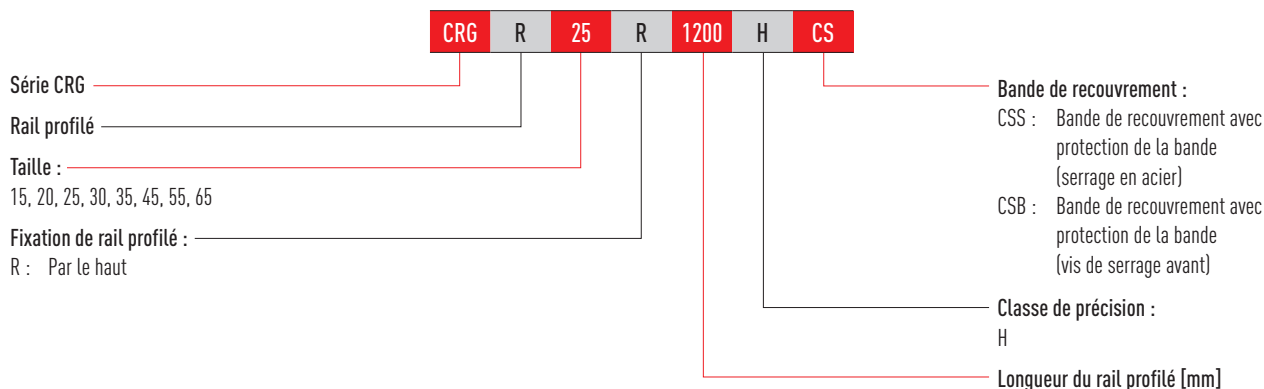 CRG R 25 R 1200 H CS
Série CRG
Rail profilé
Taille :
15, 20, 25, 30, 35, 45, 55, 65
Fixation de rail profilé :
R : Par le haut
Bande de recouvrement :
CSS : Bande de recouvrement avec
protection de la bande
(serrage en acier)
CSB : Bande de recouvrement avec
protection de la bande
(vis de serrage avant)
Classe de précision :
H
Longueur du rail profilé [mm]